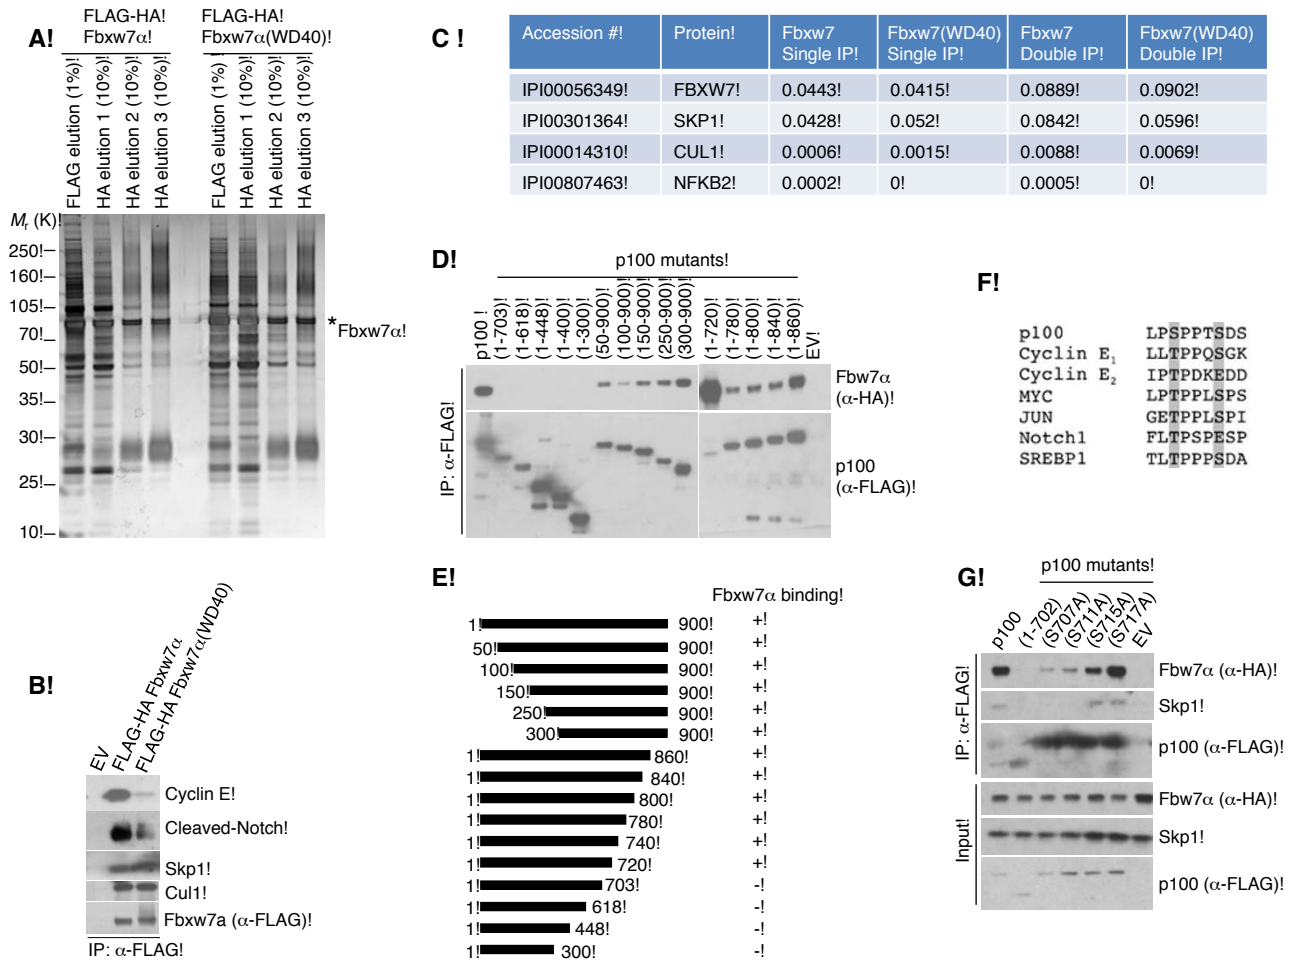 A!
FLAG-HA!
Fbxw7α!
FLAG-HA!
Fbxw7α(WD40)!
FLAG elution (1%)!
HA elution 1 (10%)!
HA elution 2 (10%)!
HA elution 3 (10%)!
FLAG elution (1%)
HA elution 1 (10%)!
HA elution 2 (10%)!
HA elution 3 (10%)!
Mr (K)!
250!
160!
105!
70!
50!
35!
30!
25!
10!
*Fbxw7α!
B!
EV
FLAG-HA Fbxw7α
FLAG-HA Fbxw7α(WD40)
Cyclin E!
Cleaved-Notch!
Skp1!
Cul1!
Fbxw7a (α-FLAG)!
IP: α-FLAG!
C !
Accession #! Protein! Fbxw7 Single IP! Fbxw7(WD40) Single IP! Fbxw7 Double IP! Fbxw7(WD40) Double IP!
IPI00056349! FBXW7! 0.0443! 0.0415! 0.0889! 0.0902!
IPI00301364! SKP1! 0.0428! 0.052! 0.0842! 0.0596!
IPI00014310! CUL1! 0.0006! 0.0015! 0.0088! 0.0069!
IPI00807463! NFKB2! 0.0002! 0! 0.0005! 0!
D!
p100 mutants!
p100 !
(1-703)!
(1-618)!
(1-448)!
(1-400)!
(1-300)!
(50-900)!
(100-900)!
(150-900)!
(250-900)!
(300-900)!
(1-720)!
(1-780)!
(1-800)!
(1-840)!
(1-860)!
EV!
IP: α-FLAG!
Fbw7α
(α-HA)!
p100
(α-FLAG)!
E!
Fbxw7α binding!
1! 900! +!
50! 900! +!
100! 900! +!
150! 900! +!
250! 900! +!
300! 900! +!
1! 860! +!
1! 840! +!
1! 800! +!
1! 780! +!
1! 740! +!
1! 720! +!
1! 703! -!
1! 618! -!
1! 448! -!
1! 300! -!
F!
p100 LPSPPTSDS
Cyclin E1 LLTPPQSGK
Cyclin E2 IPTPDKEDD
MYC LPTPPLSPS
JUN GETPPLSPI
Notch1 FLTPSPESP
SREBP1 TLTPPPSDA
G!
p100 mutants!
p100
(1-702)
(S707A)
(S711A)
(S715A)
(S717A)
EV
IP: α-FLAG!
Fbw7α (α-HA)!
Skp1!
p100 (α-FLAG)!
Input!
Fbw7α (α-HA)!
Skp1!
p100 (α-FLAG)!